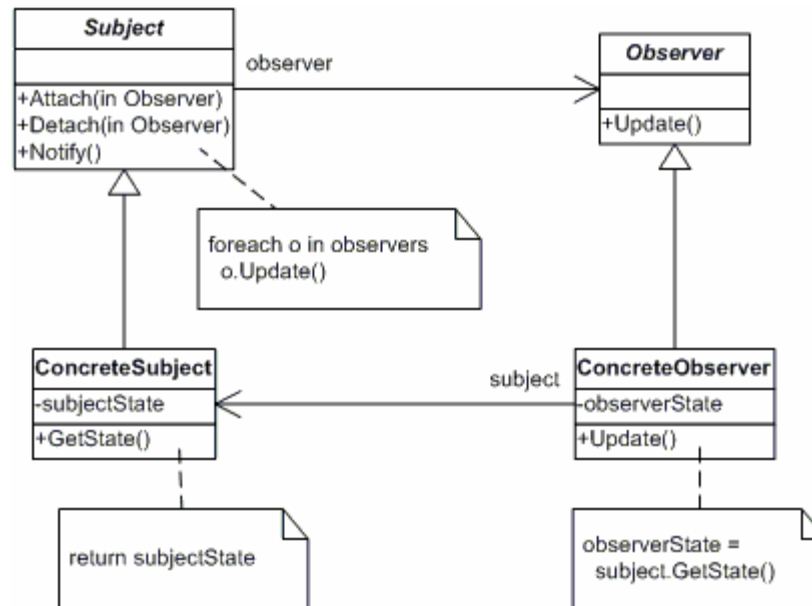 Subject
observer
Observer
+Attach(in Observer)
+Detach(in Observer)
+Notify()
+Update()
foreach o in observers
o.Update()
ConcreteSubject
-subjectState
+GetState()
subject
ConcreteObserver
-observerState
+Update()
return subjectState
observerState =
subject.GetState()